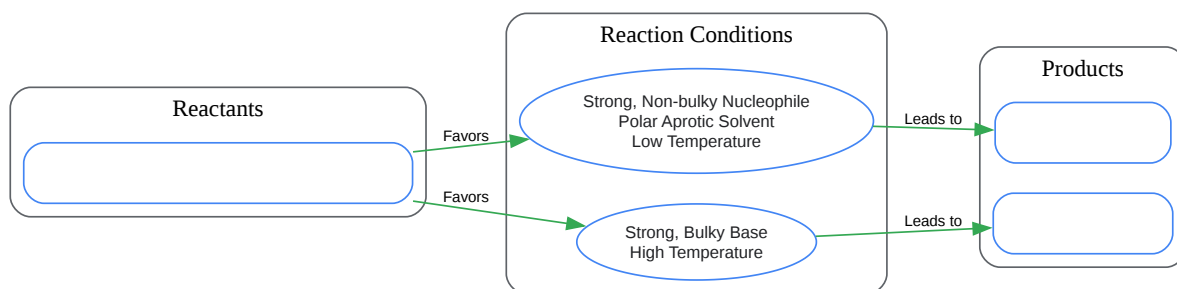 Reactants
Favors
Favors
Reaction Conditions
Strong, Non-bulky Nucleophile
Polar Aprotic Solvent
Low Temperature
Strong, Bulky Base
High Temperature
Leads to
Leads to
Products